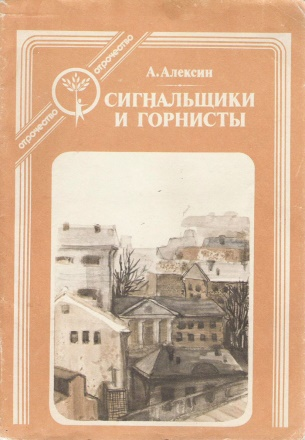 отрочество
отрочество
А. Алексин
СИГНАЛЬЩИКИ
И ГОРНИСТЫ